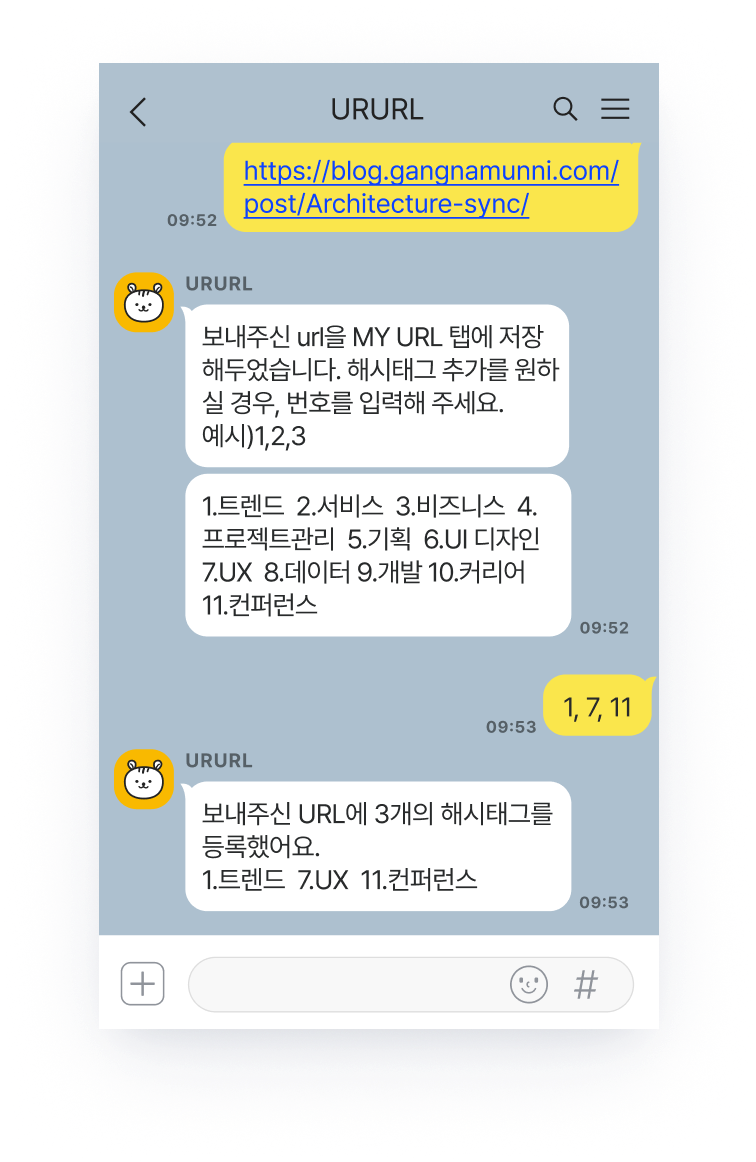 URURL
https://blog.gangnamunni.com/
post/Architecture-sync/
09:52
URURL
보내주신 url을 MY URL 탭에 저장
해두었습니다. 해시태그 추가를 원하
실 경우, 번호를 입력해 주세요.
예시)1,2,3
1.트렌드 2.서비스 3.비즈니스 4.
프로젝트관리 5.기획 6.UI 디자인
7.UX 8.데이터 9.개발 10.커리어
11.컨퍼런스
09:52
1, 7, 11
09:53
URURL
보내주신 URL에 3개의 해시태그를
등록했어요.
1.트렌드 7.UX 11.컨퍼런스
09:53
#